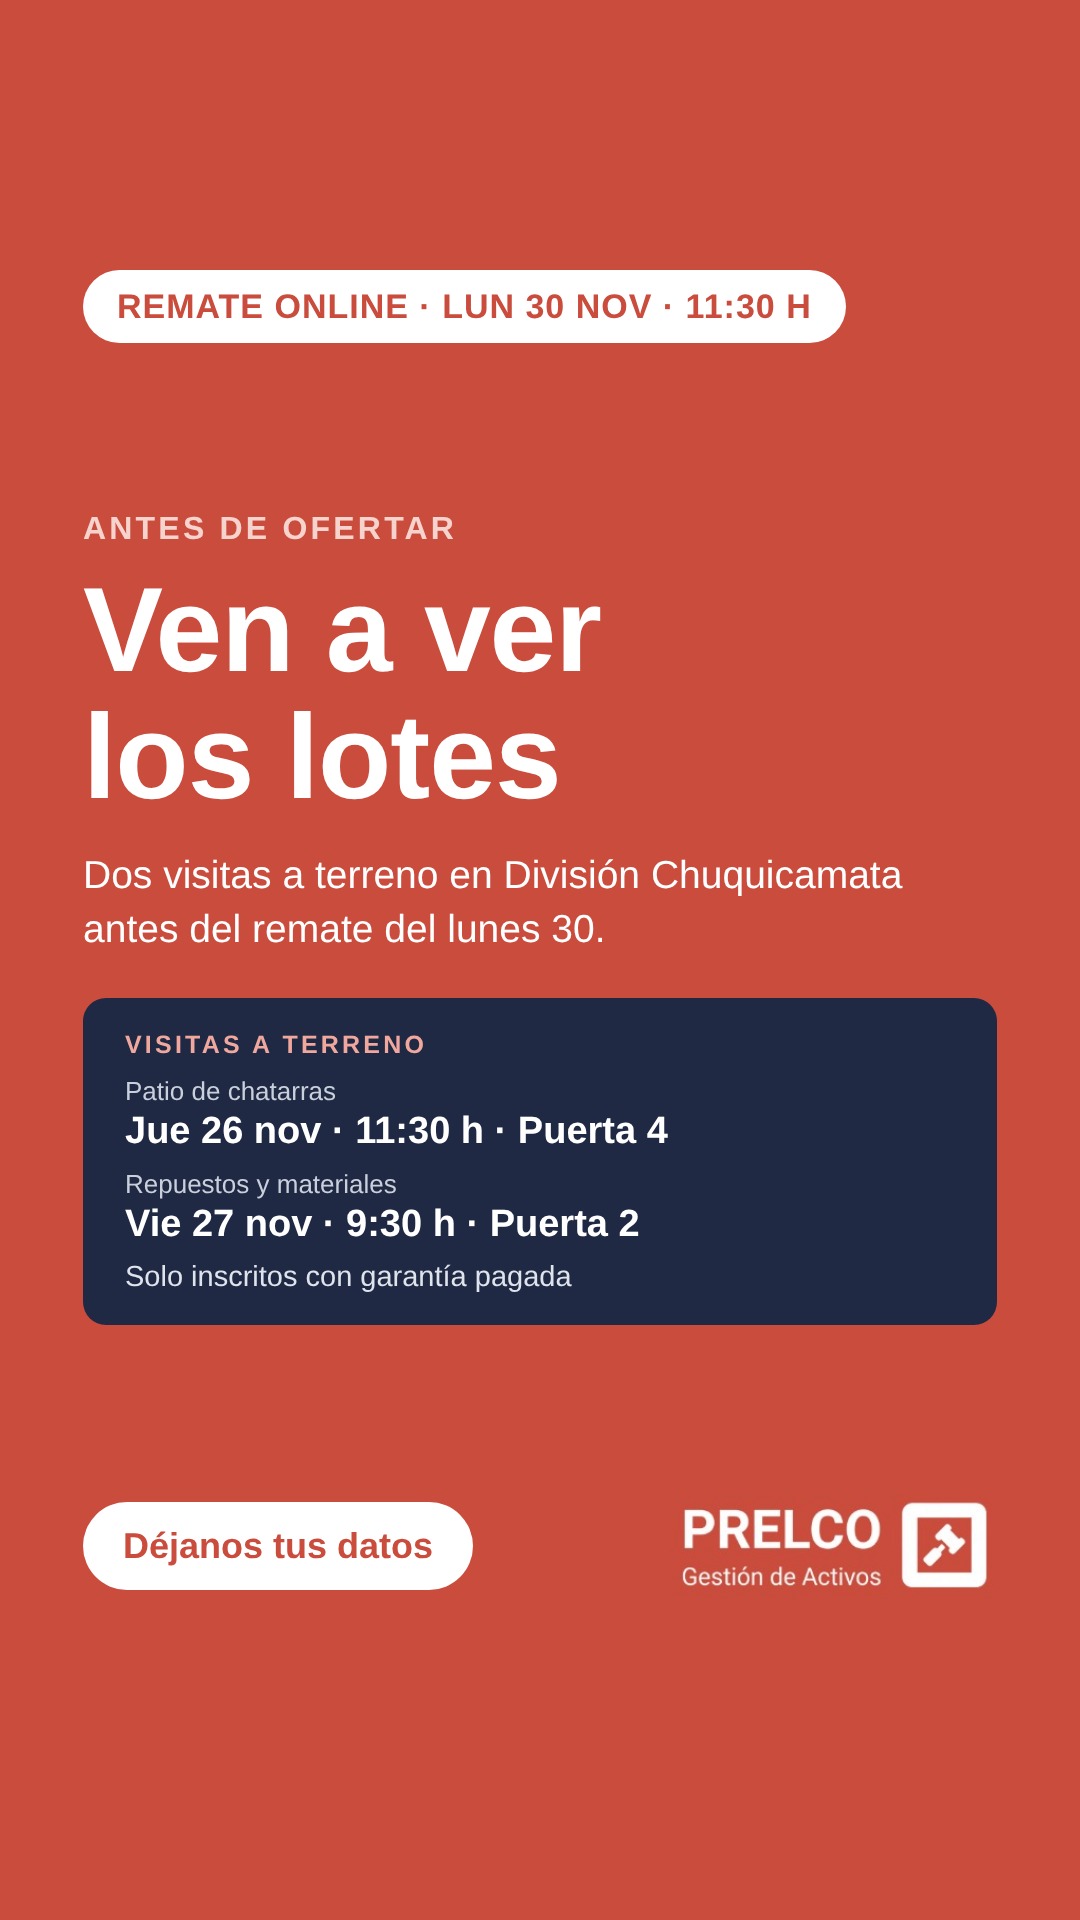 REMATE ONLINE · LUN 30 NOV · 11:30 H
ANTES DE OFERTAR
Ven a ver
los lotes
Dos visitas a terreno en División Chuquicamata
antes del remate del lunes 30.
VISITAS A TERRENO
Patio de chatarras
Jue 26 nov · 11:30 h · Puerta 4
Repuestos y materiales
Vie 27 nov · 9:30 h · Puerta 2
Solo inscritos con garantía pagada
Déjanos tus datos
PRELCO
Gestión de Activos